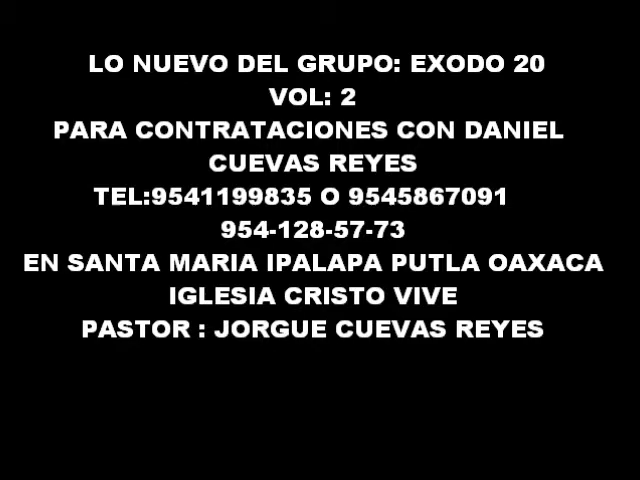 LO NUEVO DEL GRUPO: EXODO 20
VOL: 2
PARA CONTRATACIONES CON DANIEL
CUEVAS REYES
TEL:9541199835 O 9545867091
954-128-57-73
EN SANTA MARIA IPALAPA PUTLA OAXACA
IGLESIA CRISTO VIVE
PASTOR : JORGUE CUEVAS REYES